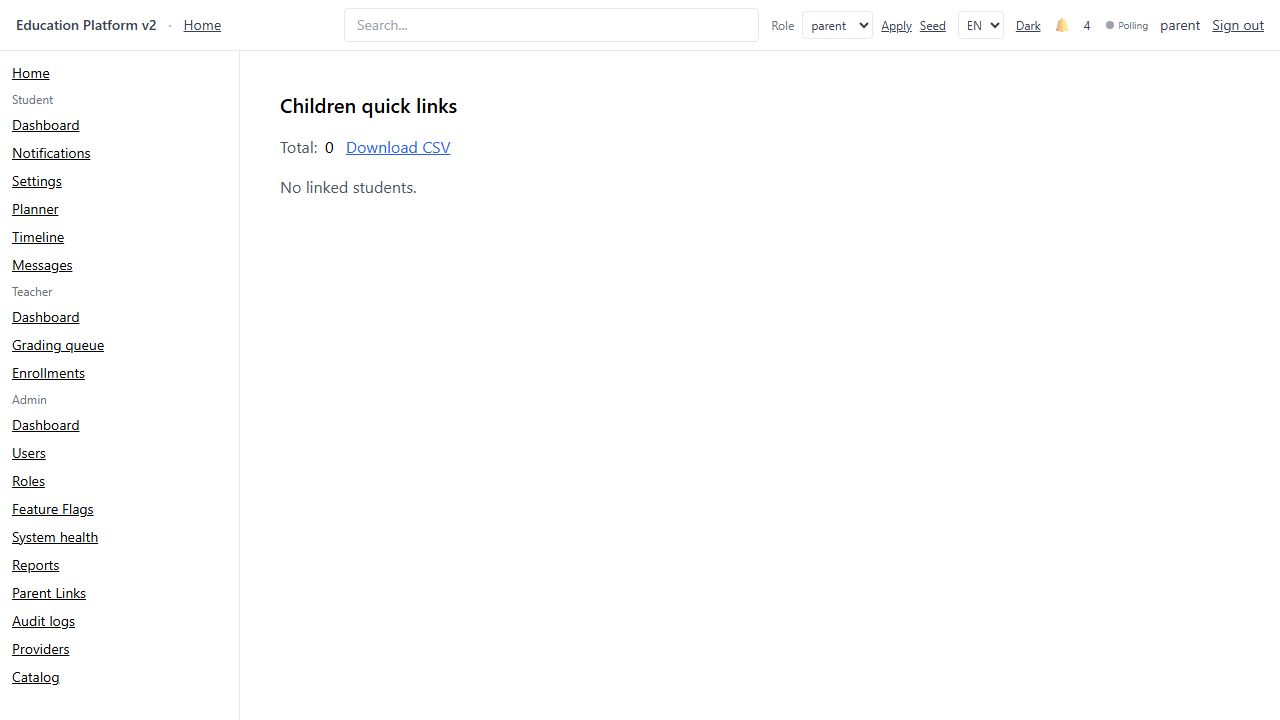 Education Platform v2 · Home Search... Role parent Apply Seed EN Dark 4 Polling parent Sign out
Home
Student
Dashboard
Notifications
Settings
Planner
Timeline
Messages
Teacher
Dashboard
Grading queue
Enrollments
Admin
Dashboard
Users
Roles
Feature Flags
System health
Reports
Parent Links
Audit logs
Providers
Catalog
Children quick links
Total: 0 Download CSV
No linked students.